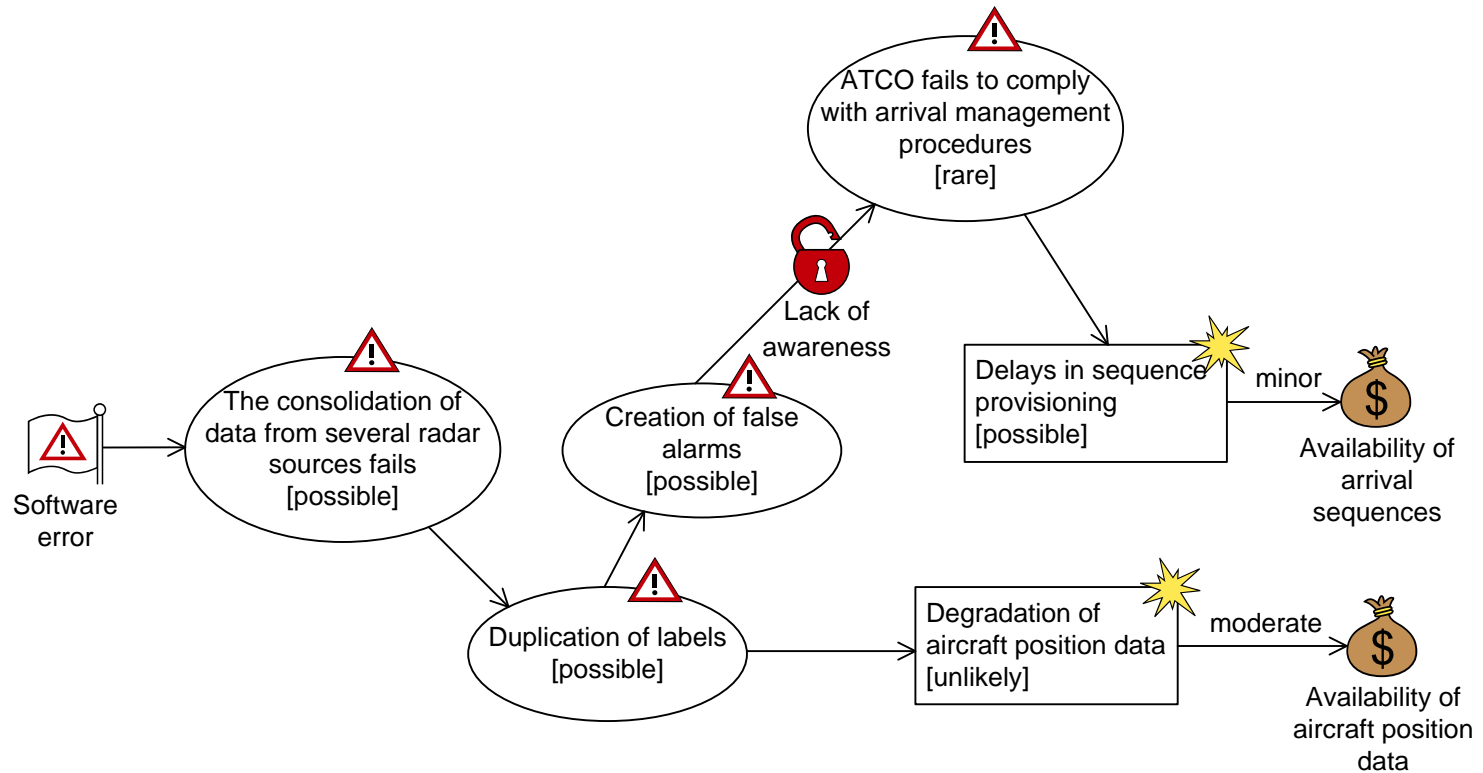 ATCO fails to comply
with arrival management
procedures
[rare]
Lack of
awareness
The consolidation of
data from several radar
sources fails
[possible]
Software
error
Creation of false
alarms
[possible]
Delays in sequence
provisioning
[possible]
minor
$
Availability of
arrival
sequences
Duplication of labels
[possible]
Degradation of
aircraft position data
[unlikely]
moderate
$
Availability of
aircraft position
data